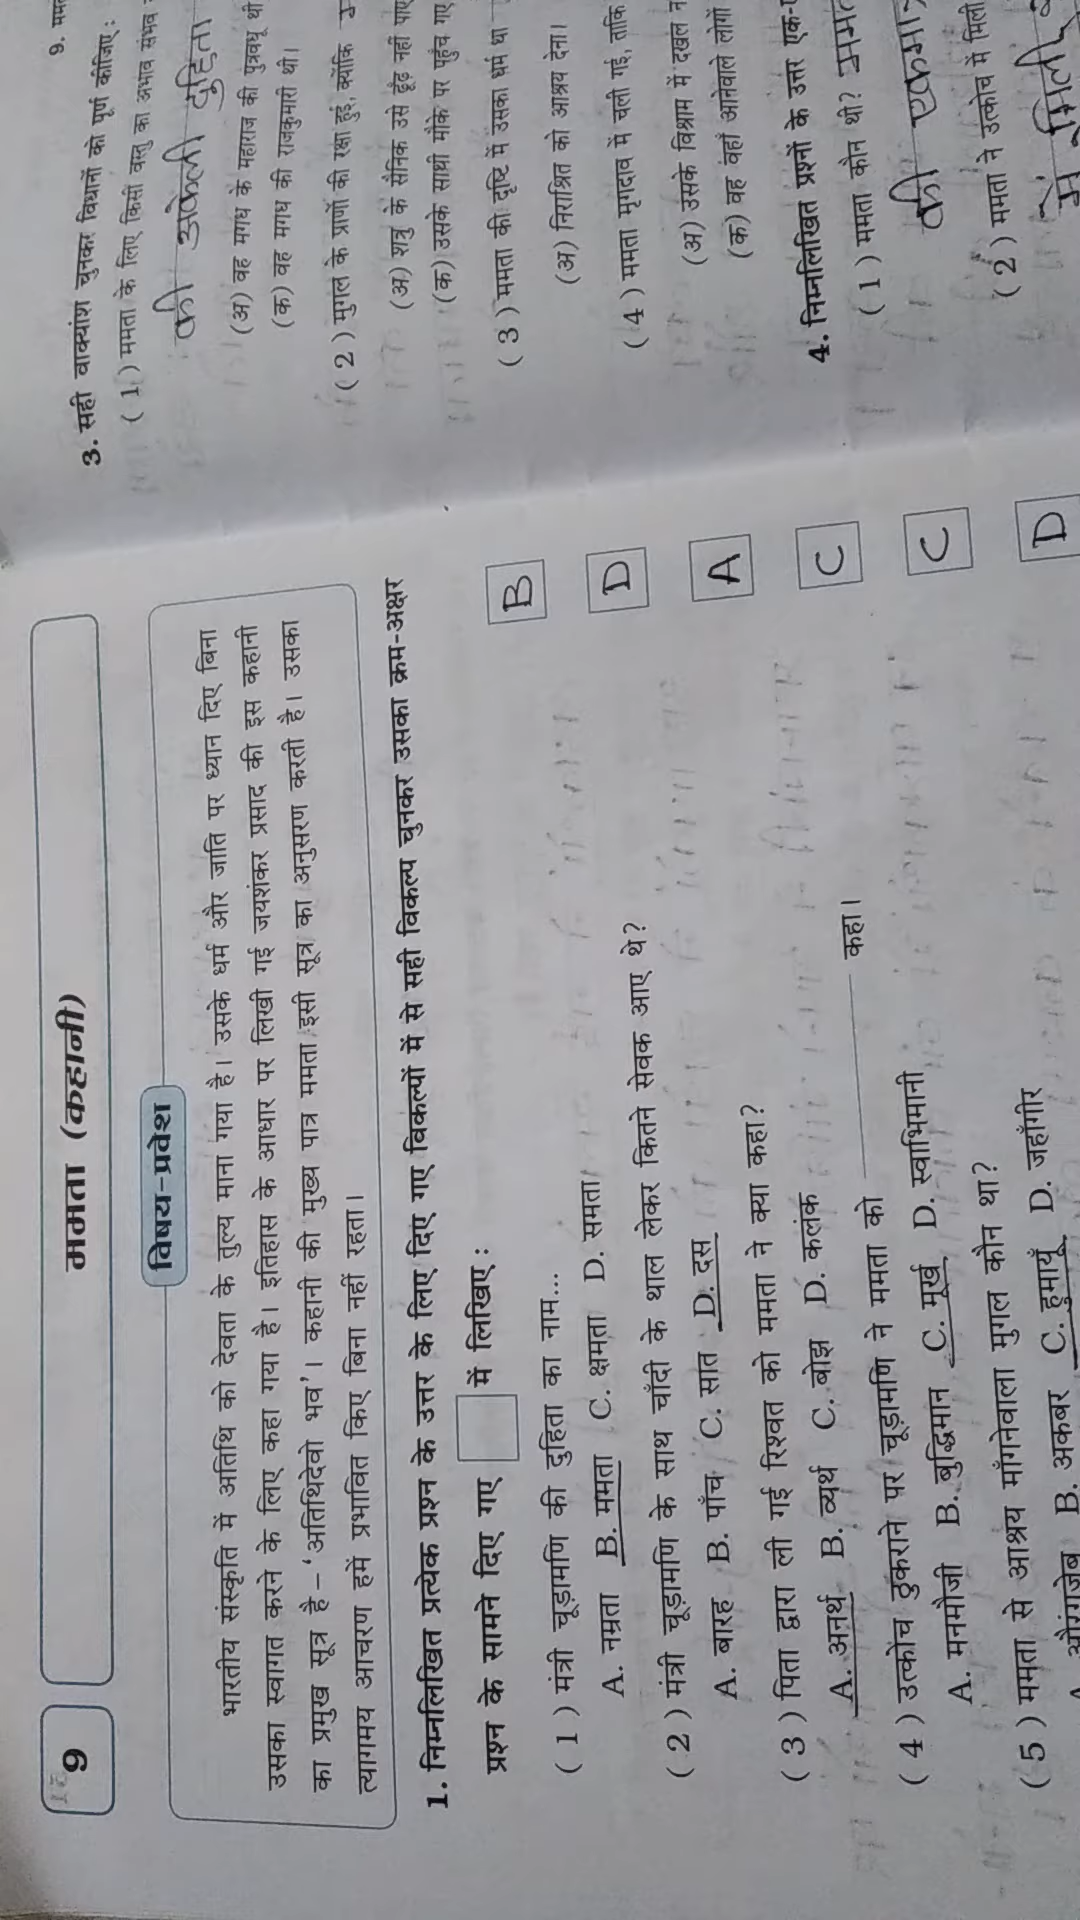 9
ममता (कहानी)
विषय-प्रवेश
भारतीय संस्कृति में अतिथि को देवता के तुल्य माना गया है। उसके धर्म और जाति पर ध्यान दिए बिना
उसका स्वागत करने के लिए कहा गया है। इतिहास के आधार पर लिखी गई जयशंकर प्रसाद की इस कहानी
का प्रमुख सूत्र है – 'अतिथिदेवो भव'। कहानी की मुख्य पात्र ममता इसी सूत्र का अनुसरण करती है। उसका
त्यागमय आचरण हमें प्रभावित किए बिना नहीं रहता।
1. निम्नलिखित प्रत्येक प्रश्न के उत्तर के लिए दिए गए विकल्पों में से सही विकल्प चुनकर उसका क्रम-अक्षर
प्रश्न के सामने दिए गए में लिखिए :
( 1 ) मंत्री चूड़ामणि की दुहिता का नाम... B
A. नम्रता B. ममता C. क्षमता D. समता
( 2 ) मंत्री चूड़ामणि के साथ चाँदी के थाल लेकर कितने सेवक आए थे? D
A. बारह B. पाँच C. सात D. दस
( 3 ) पिता द्वारा ली गई रिश्वत को ममता ने क्या कहा? A
A. अनर्थ B. व्यर्थ C. बोझ D. कलंक
( 4 ) उत्कोच ठुकराने पर चूड़ामणि ने ममता को कहा। C
A. मनमौजी B. बुद्धिमान C. मूर्ख D. स्वाभिमानी
( 5 ) ममता से आश्रय माँगनेवाला मुगल कौन था? C
औरंगजेब B. अकबर C. हुमायूँ D. जहाँगीर
D
9.
3. सही वाक्यांश चुनकर विधानों को पूर्ण कीजिए :
( 1 ) ममता के लिए किसी वस्तु का अभाव संभव
की अकेली दुहिता
(अ) वह मगध के महाराज की पुत्रवधू थी
(क) वह मगध की राजकुमारी थी।
( 2 ) मुगल के प्राणों की रक्षा हुई, क्योंकि
(अ) शत्रु के सैनिक उसे ढूँढ़ नहीं पाए
(क) उसके साथी मौके पर पहुँच गए
( 3 ) ममता की दृष्टि में उसका धर्म था
(अ) निराश्रित को आश्रय देना।
( 4 ) ममता मृगदाव में चली गई, ताकि
(अ) उसके विश्राम में दखल
(क) वह वहाँ आनेवाले लोगों
4. निम्नलिखित प्रश्नों के उत्तर
( 1 ) ममता कौन थी?
की
( 2 ) ममता ने उत्कोच में मिली
में मिली